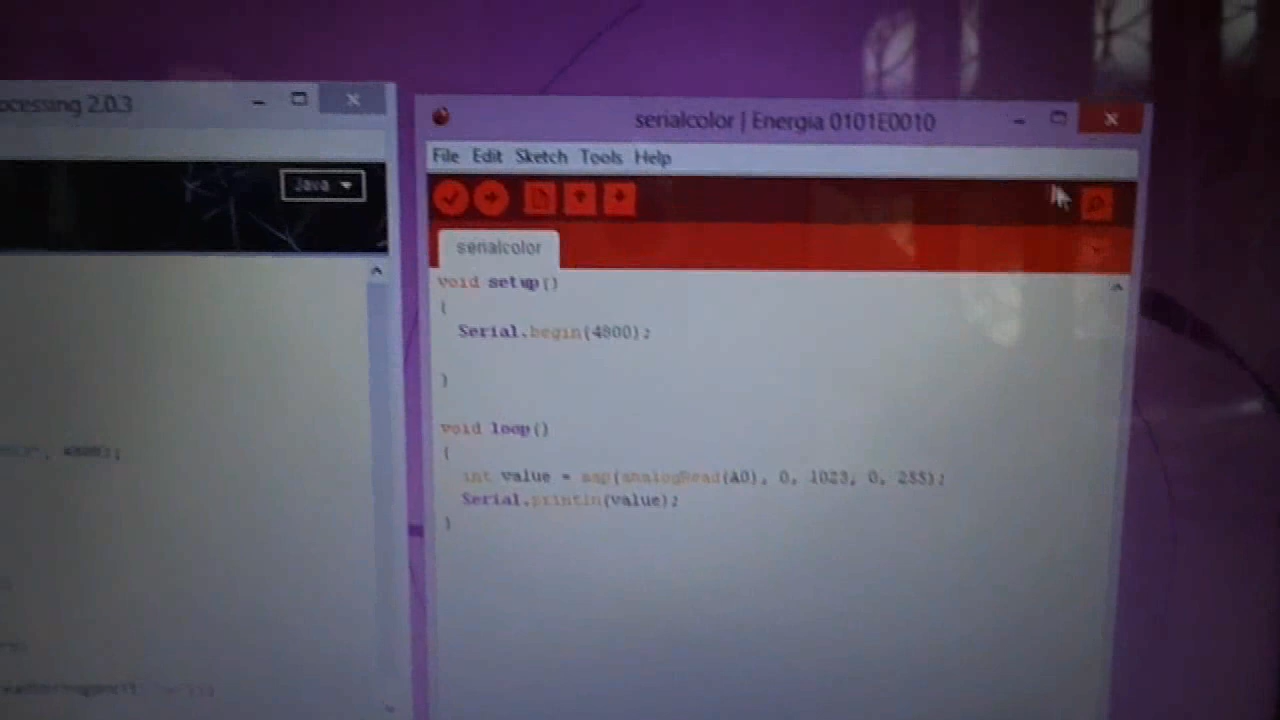 ocessing 2.0.3
Java
serialcolor | Energia 0101E0010
File Edit Sketch Tools Help
serialcolor
void setup()
{
Serial.begin(4800);
}
void loop()
{
int value = map(analogRead(A0), 0, 1023, 0, 255);
Serial.println(value);
}
", 4800);